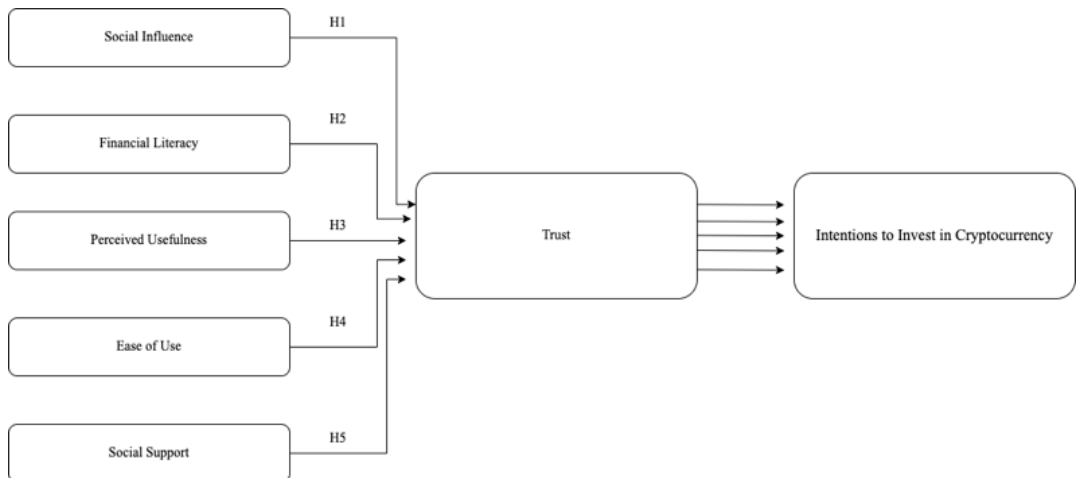 H1
Social Influence
H2
Financial Literacy
H3
Perceived Usefulness
Trust
Intentions to Invest in Cryptocurrency
H4
Ease of Use
H5
Social Support